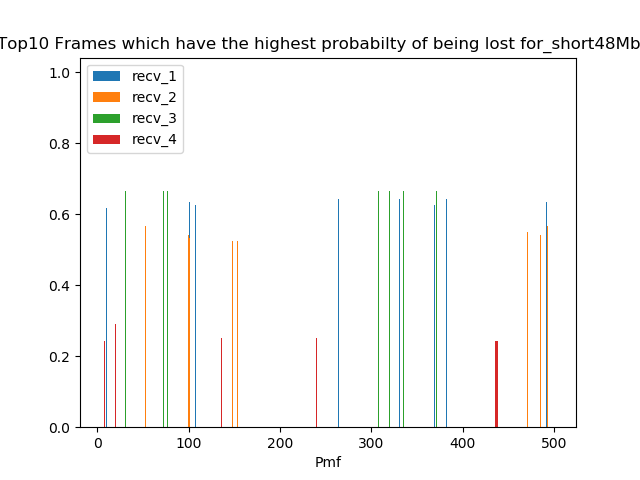 Top10 Frames which have the highest probabilty of being lost for_short48Mb
1.0
0.8
0.6
0.4
0.2
0.0
recv_1
recv_2
recv_3
recv_4
0 100 200 300 400 500
Pmf